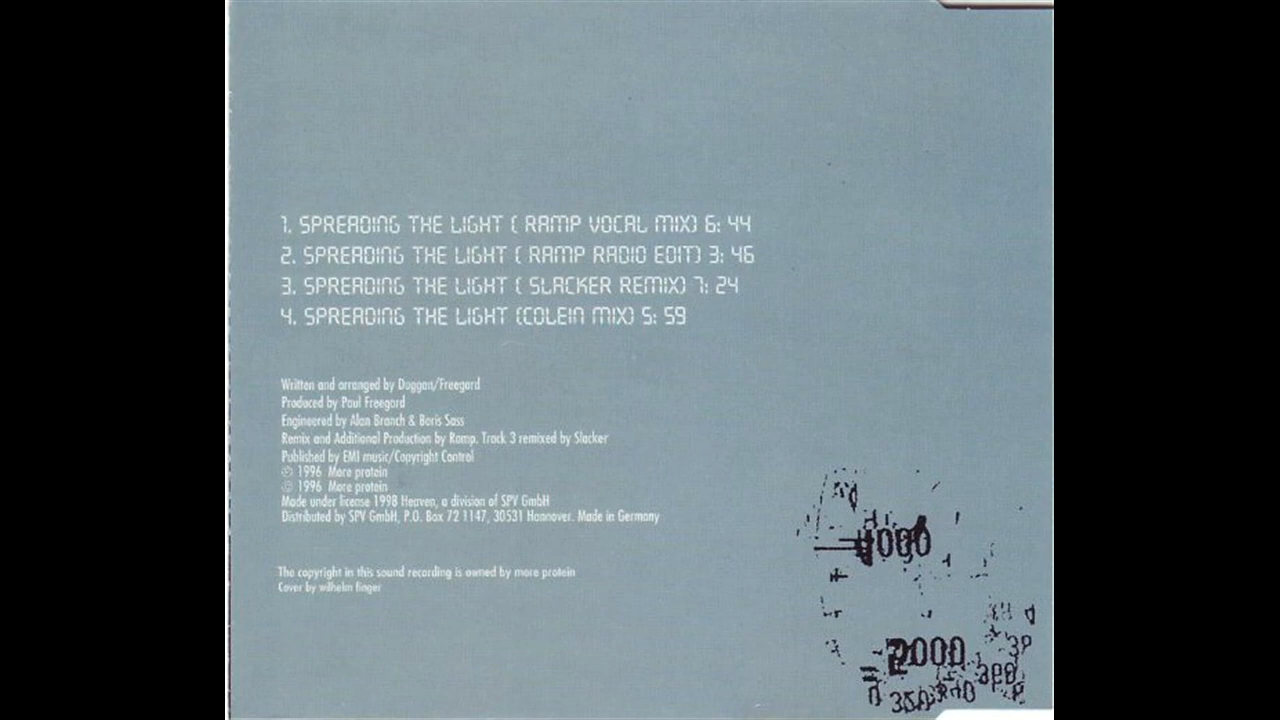 1. SPREADING THE LIGHT ( RAMP VOCAL MIX) 6: 44
2. SPREADING THE LIGHT ( RAMP RADIO EDIT) 3: 46
3. SPREADING THE LIGHT ( SLACKER REMIX) 7: 24
4. SPREADING THE LIGHT (COLEIN MIX) 5: 59
Written and arranged by Duggan/Freegard
Produced by Paul Freegard
Engineered by Alan Branch & Boris Sass
Remix and Additional Production by Ramp. Track 3 remixed by Slacker
Published by EMI music/Copyright Control
℗ 1996 More protein
© 1996 More protein
Made under license 1998 Heaven, a division of SPV GmbH
Distributed by SPV GmbH, P.O. Box 72 1147, 30531 Hannover. Made in Germany
The copyright in this sound recording is owned by more protein
Cover by wilhelm finger
4000
2000